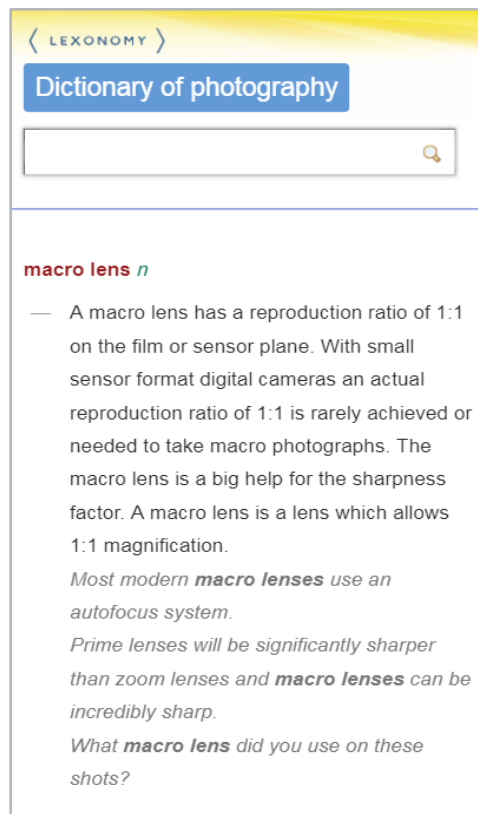 ⟨ LEXONOMY ⟩
Dictionary of photography
macro lens n
— A macro lens has a reproduction ratio of 1:1
on the film or sensor plane. With small
sensor format digital cameras an actual
reproduction ratio of 1:1 is rarely achieved or
needed to take macro photographs. The
macro lens is a big help for the sharpness
factor. A macro lens is a lens which allows
1:1 magnification.
Most modern macro lenses use an
autofocus system.
Prime lenses will be significantly sharper
than zoom lenses and macro lenses can be
incredibly sharp.
What macro lens did you use on these
shots?